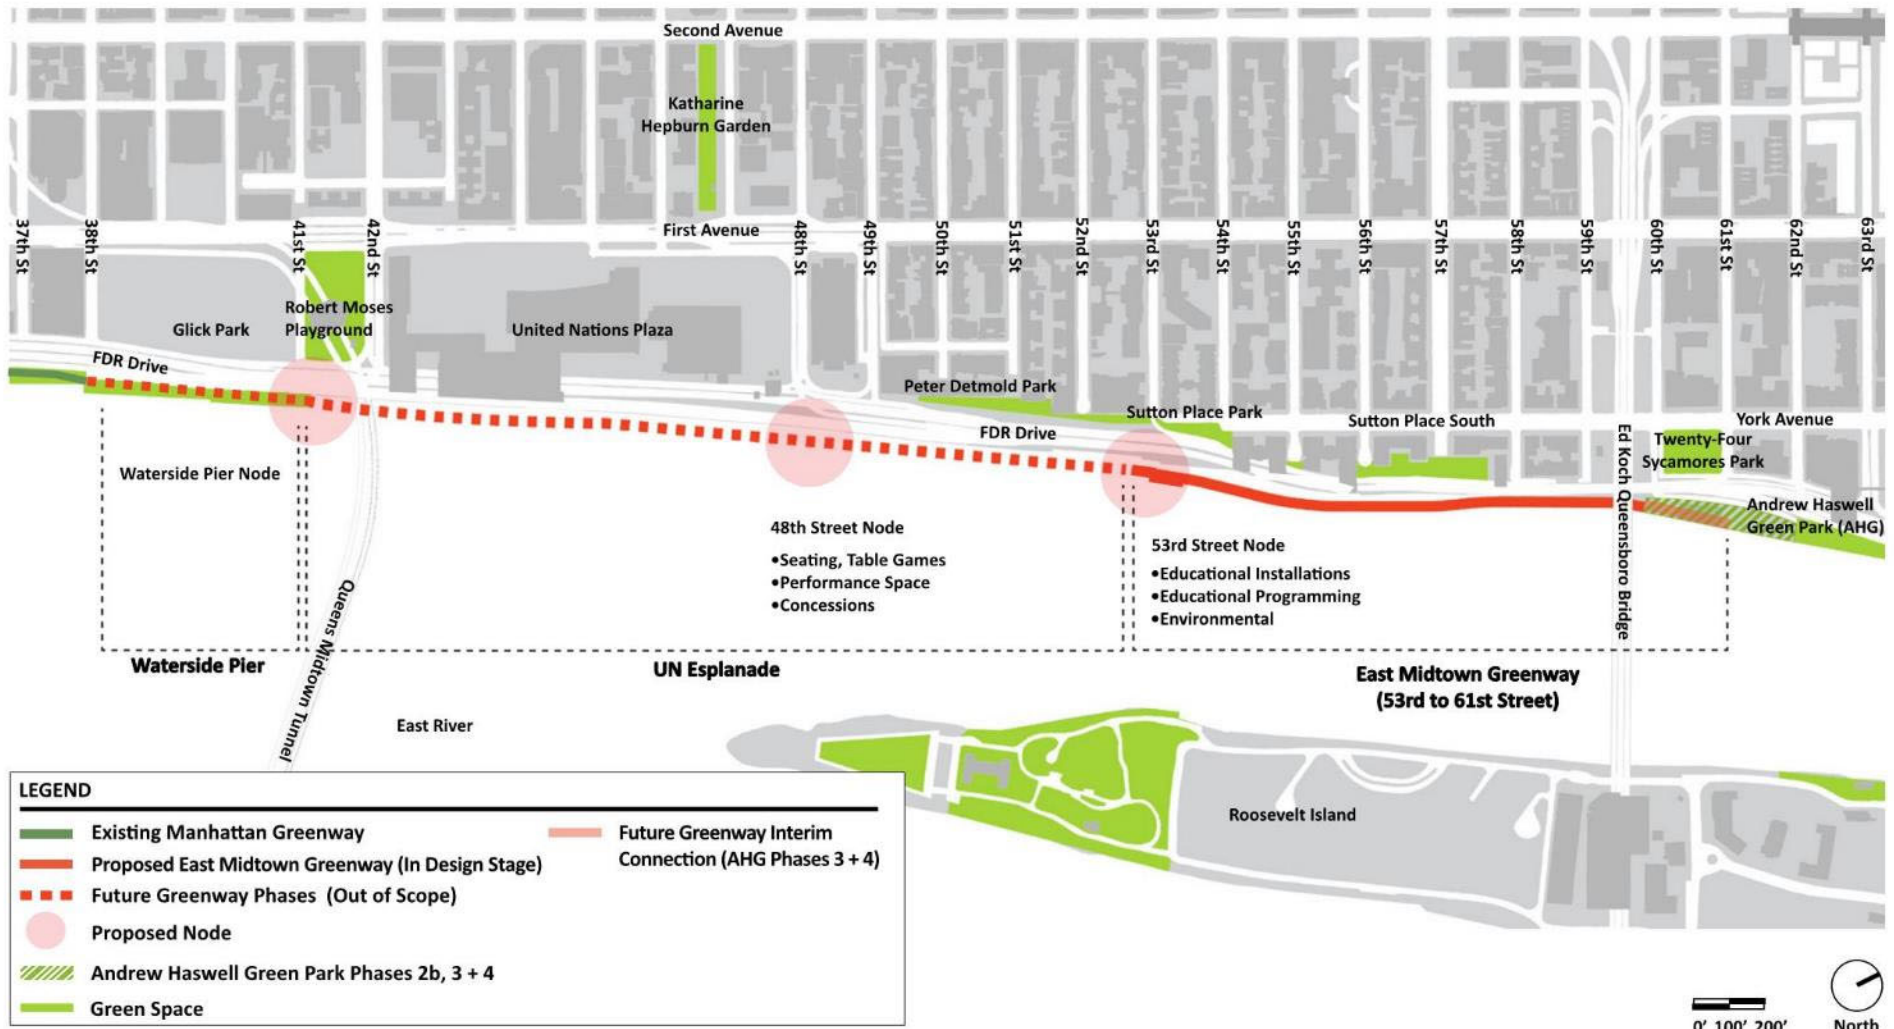 Second Avenue
Katharine
Hepburn Garden
First Avenue
37th St
38th St
41st St
42nd St
48th St
49th St
50th St
51st St
52nd St
53rd St
54th St
55th St
56th St
57th St
58th St
59th St
60th St
61st St
62nd St
63rd St
Glick Park
Robert Moses
Playground
United Nations Plaza
FDR Drive
Peter Detmold Park
Sutton Place Park
FDR Drive
Sutton Place South
York Avenue
Twenty-Four
Sycamores Park
Ed Koch Queensboro Bridge
Andrew Haswell
Green Park (AHG)
Waterside Pier Node
48th Street Node
•Seating, Table Games
•Performance Space
•Concessions
53rd Street Node
•Educational Installations
•Educational Programming
•Environmental
Queens Midtown Tunnel
Waterside Pier
UN Esplanade
East Midtown Greenway
(53rd to 61st Street)
East River
Roosevelt Island
LEGEND
Existing Manhattan Greenway
Proposed East Midtown Greenway (In Design Stage)
Future Greenway Phases (Out of Scope)
Proposed Node
Andrew Haswell Green Park Phases 2b, 3 + 4
Green Space
Future Greenway Interim
Connection (AHG Phases 3 + 4)
0' 100' 200'
North